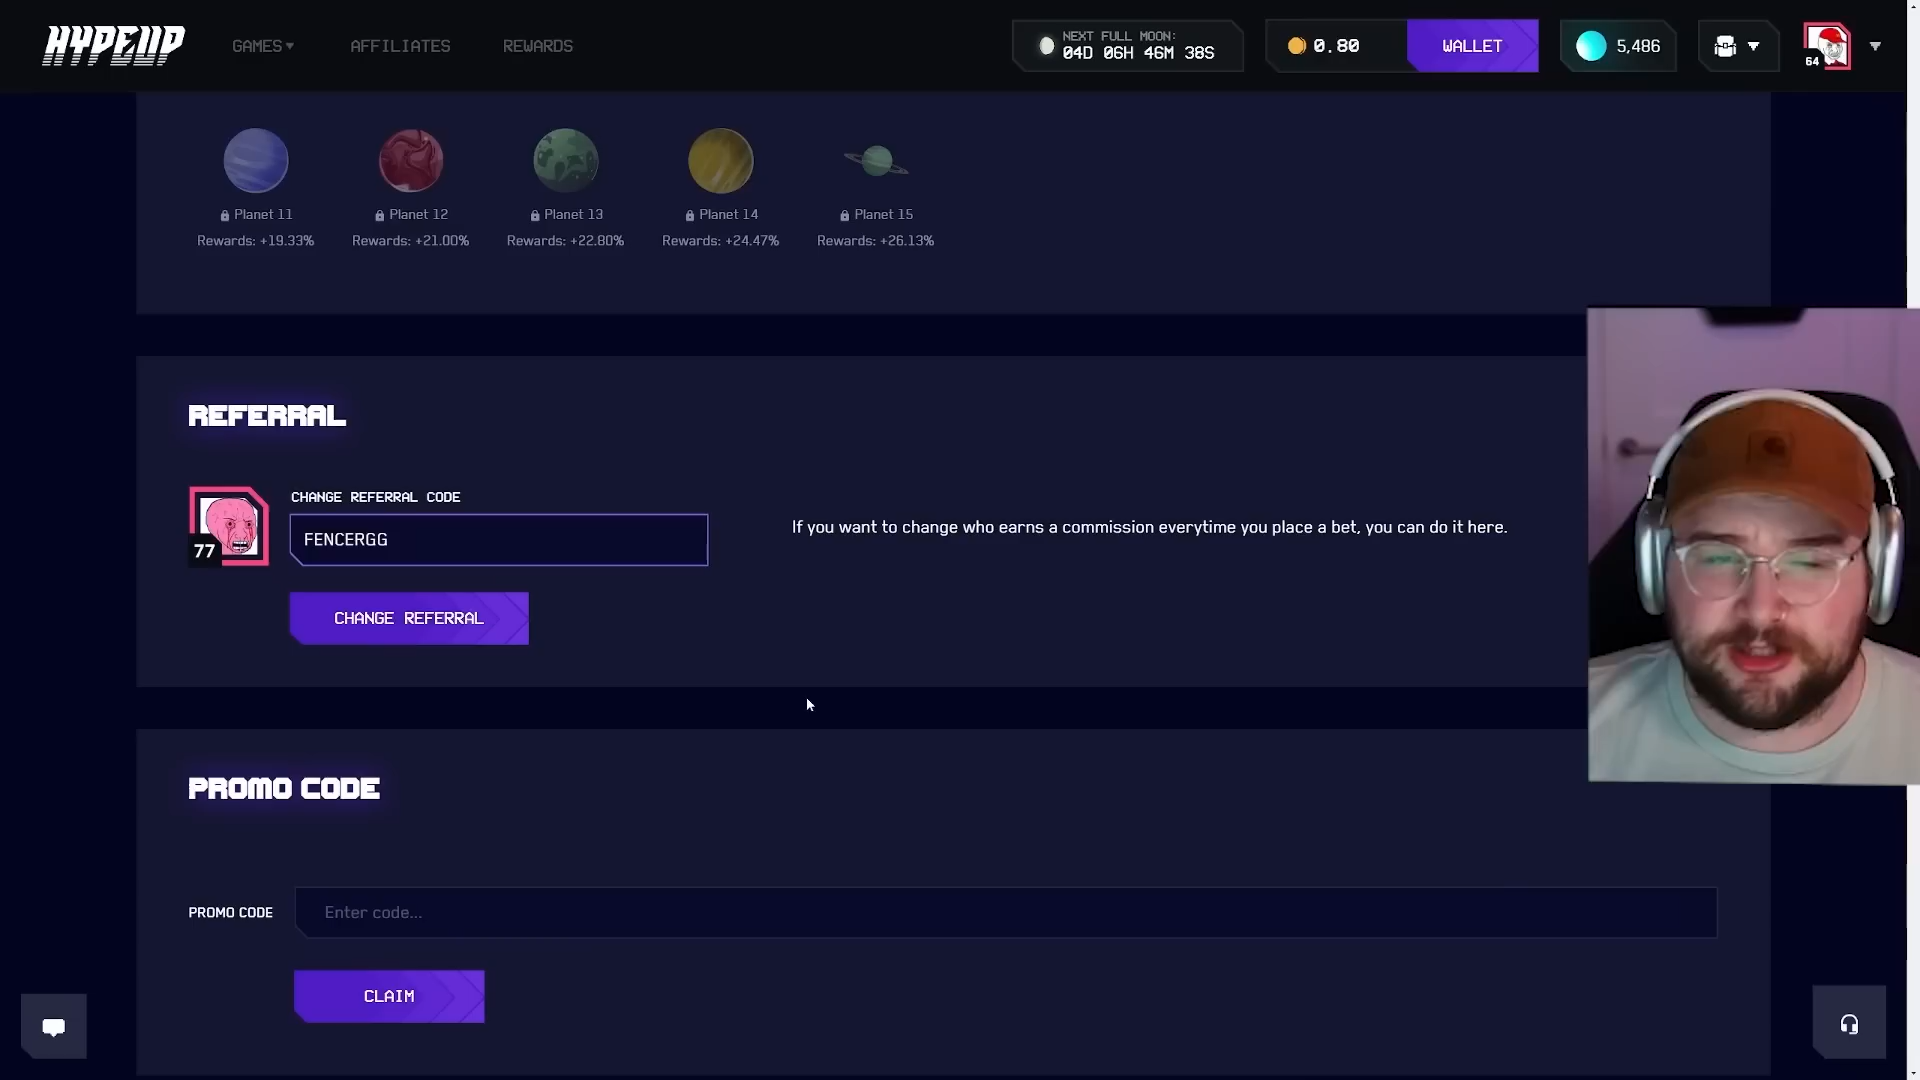 HYPEUP
GAMES
AFFILIATES
REWARDS
NEXT FULL MOON:
04D 06H 46M 38S
0.80
WALLET
5,486
64
Planet 11
Planet 12
Planet 13
Planet 14
Planet 15
Rewards: +19.33%
Rewards: +21.00%
Rewards: +22.80%
Rewards: +24.47%
Rewards: +26.13%
REFERRAL
CHANGE REFERRAL CODE
77
FENCERGG
If you want to change who earns a commission everytime you place a bet, you can do it here.
CHANGE REFERRAL
PROMO CODE
PROMO CODE
Enter code...
CLAIM